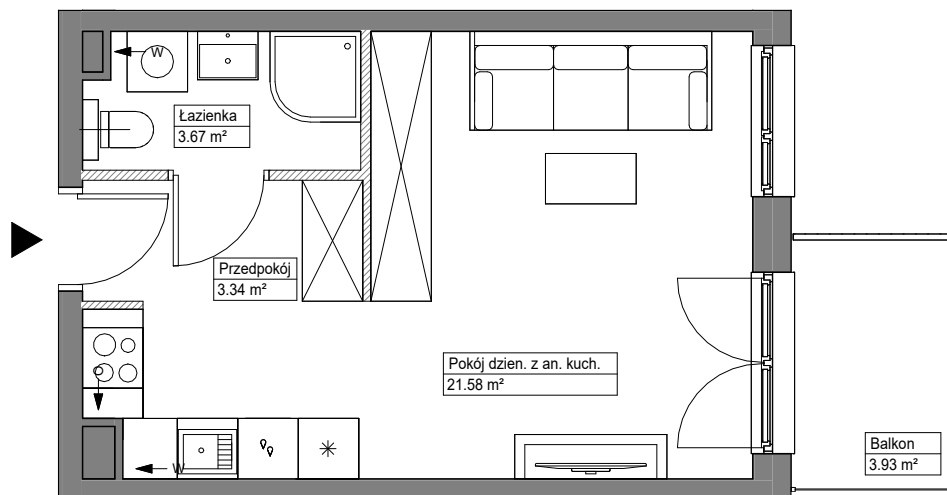 W
Łazienka
3.67 m²
Przedpokój
3.34 m²
Pokój dzien. z an. kuch.
21.58 m²
Balkon
3.93 m²
W